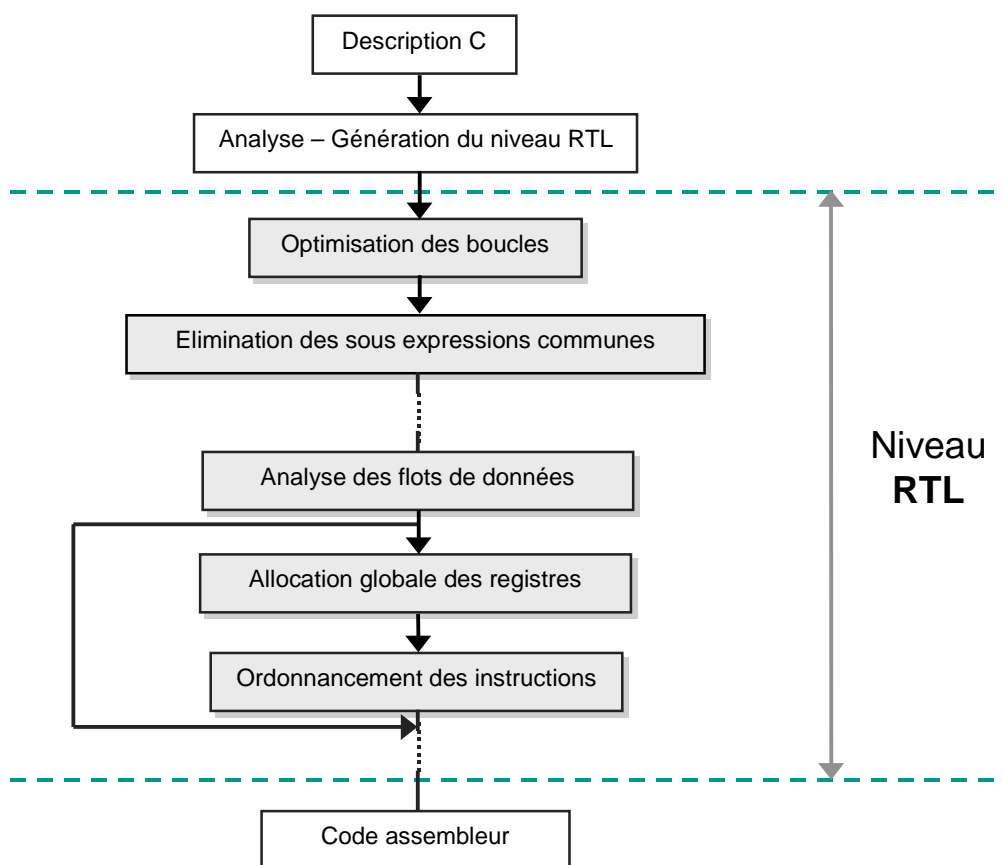 Description C
Analyse – Génération du niveau RTL
Optimisation des boucles
Elimination des sous expressions communes
Analyse des flots de données
Allocation globale des registres
Ordonnancement des instructions
Code assembleur
Niveau
RTL